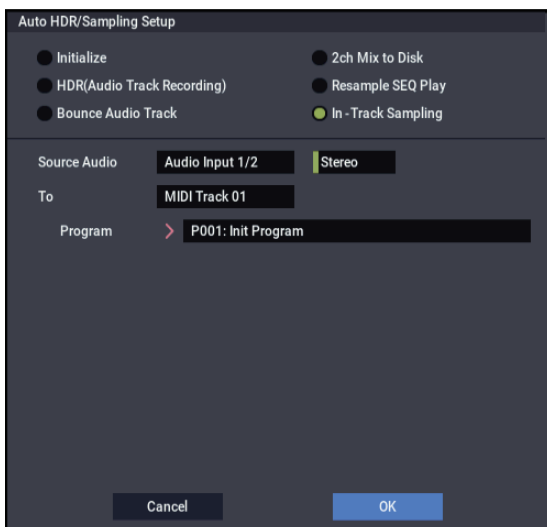 Auto HDR/Sampling Setup
Initialize
2ch Mix to Disk
HDR(Audio Track Recording)
Resample SEQ Play
Bounce Audio Track
In-Track Sampling
Source Audio Audio Input 1/2 Stereo
To MIDI Track 01
Program P001: Init Program
Cancel OK